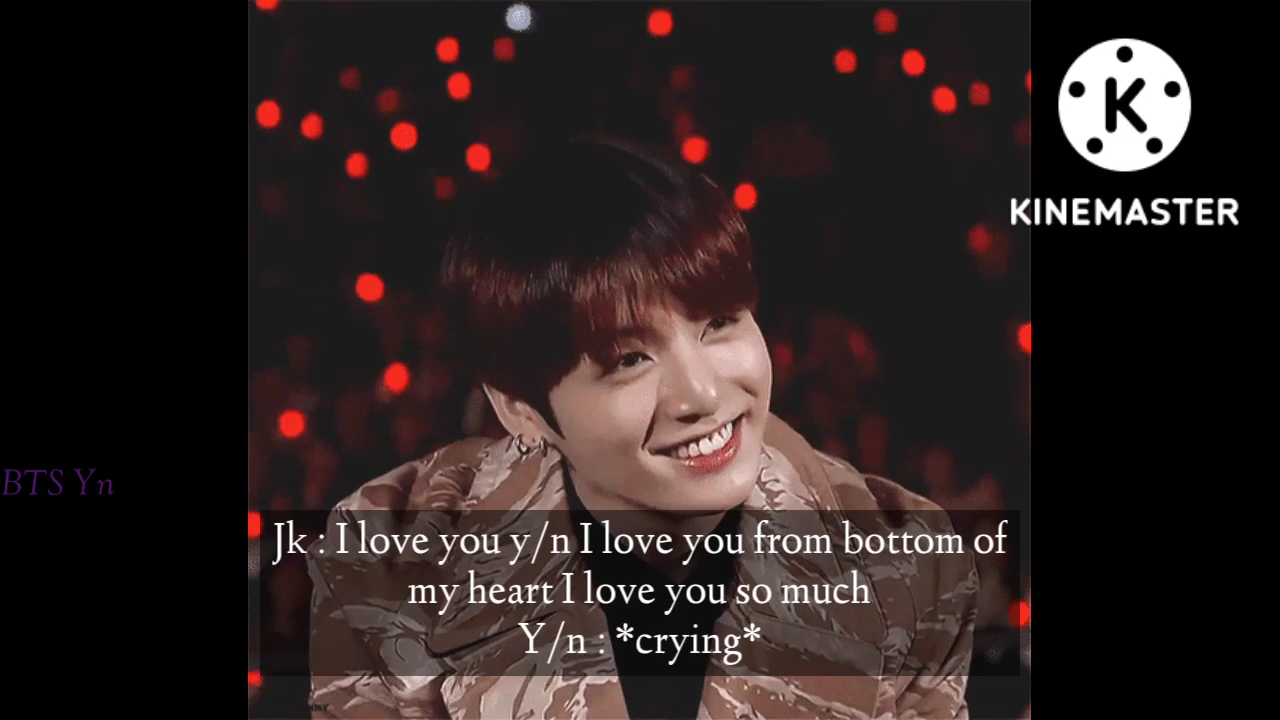 K
KINEMASTER
BTS Yn
Jk : I love you y/n I love you from bottom of
my heart I love you so much
Y/n : *crying*